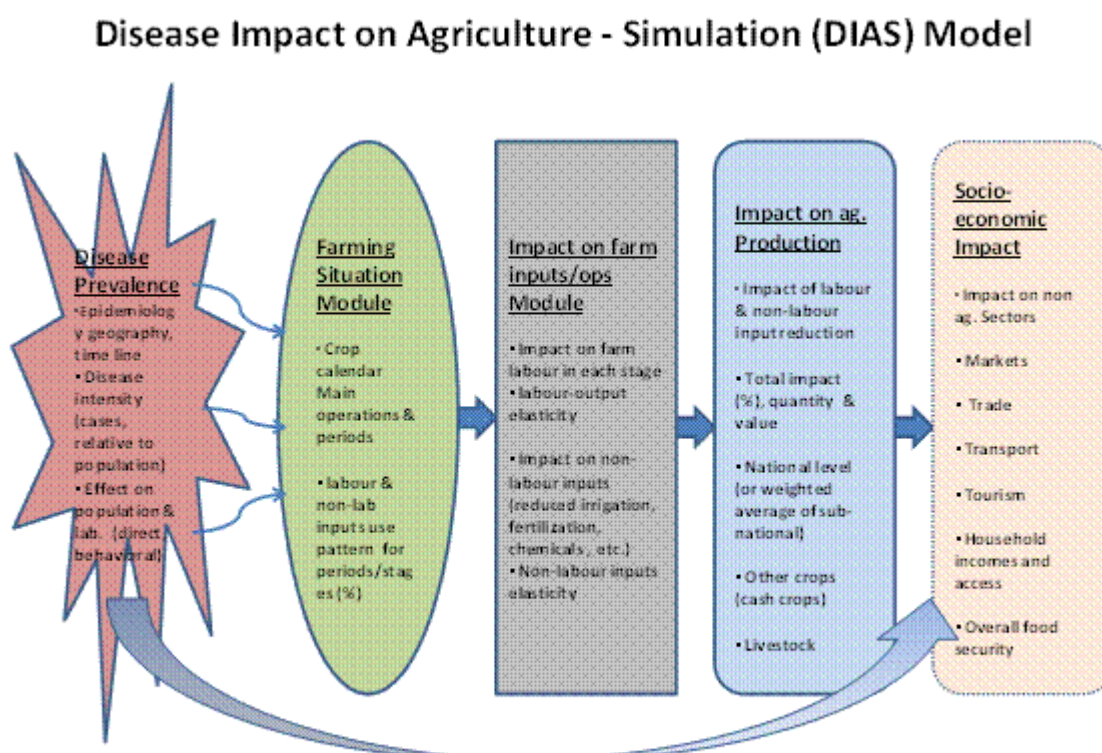 Disease Impact on Agriculture - Simulation (DIAS) Model
Disease
Prevalence
▪Epidemiolog
y geography,
time line
▪ Disease
intensity
(cases,
relative to
population)
▪ Effect on
population &
lab. (direct,
behavioral)
Farming
Situation
Module
▪ Crop
calendar
Main
operations &
periods
▪ labour &
non-lab
inputs use
pattern for
periods/stag
es (%)
Impact on farm
inputs/ops
Module
▪ Impact on farm
labour in each stage
▪ labour-output
elasticity
▪ Impact on non-
labour inputs
(reduced irrigation,
fertilization,
chemicals, etc.)
▪ Non-labour inputs
elasticity
Impact on ag.
Production
▪ Impact of labour
& non-labour
input reduction
▪ Total impact
(%), quantity &
value
▪ National level
(or weighted
average of sub-
national)
▪ Other crops
(cash crops)
▪ Livestock
Socio-
economic
Impact
▪ Impact on non
ag. Sectors
▪ Markets
▪ Trade
▪ Transport
▪ Tourism
▪ Household
incomes and
access
▪ Overall food
security